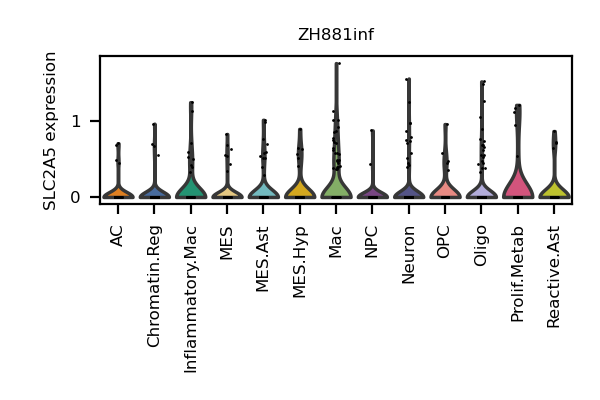 ZH881inf
SLC2A5 expression
1
0
AC
Chromatin.Reg
Inflammatory.Mac
MES
MES.Ast
MES.Hyp
Mac
NPC
Neuron
OPC
Oligo
Prolif.Metab
Reactive.Ast